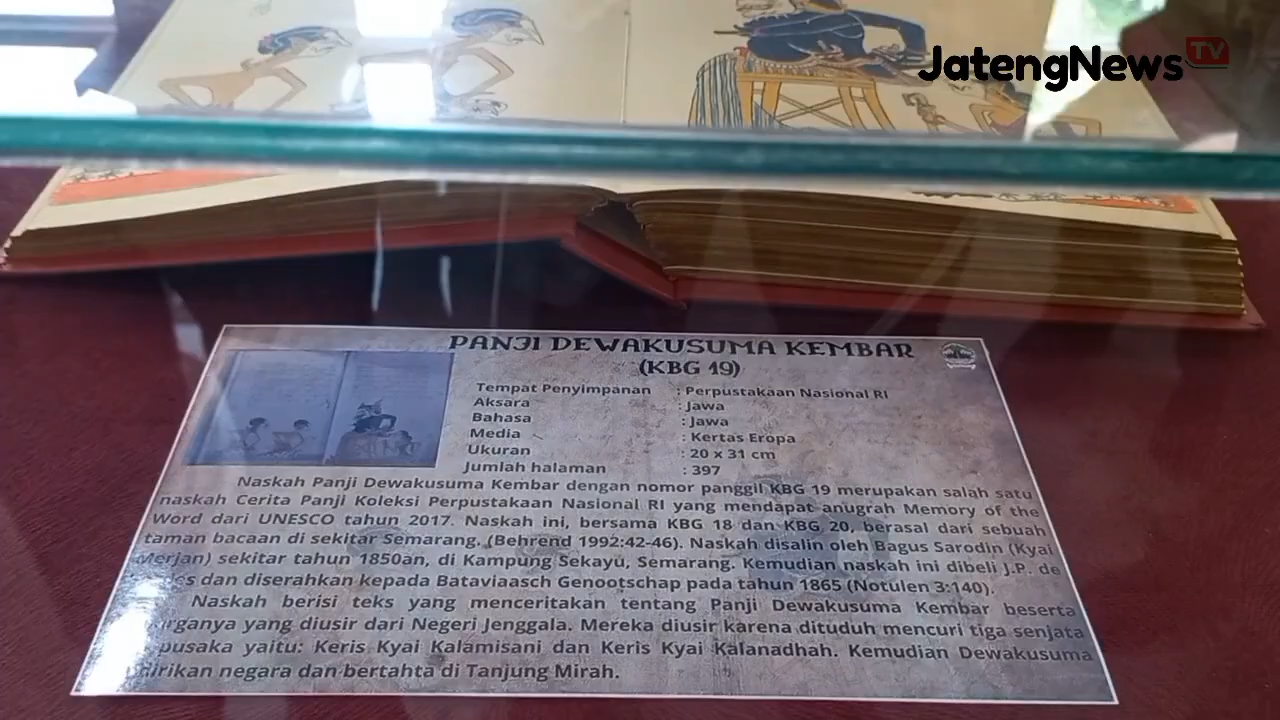 JatengNews TV
PANJI DEWAKUSUMA KEMBAR
(KBG 19)
Tempat Penyimpanan : Perpustakaan Nasional RI
Aksara : Jawa
Bahasa : Jawa
Media : Kertas Eropa
Ukuran : 20 x 31 cm
Jumlah halaman : 397
Naskah Panji Dewakusuma Kembar dengan nomor panggil KBG 19 merupakan salah satu
naskah Cerita Panji Koleksi Perpustakaan Nasional RI yang mendapat anugrah Memory of the
Word dari UNESCO tahun 2017. Naskah ini, bersama KBG 18 dan KBG 20, berasal dari sebuah
taman bacaan di sekitar Semarang. (Behrend 1992:42-46). Naskah disalin oleh Bagus Sarodin (Kyai
Merjan) sekitar tahun 1850an, di Kampung Sekayu, Semarang. Kemudian naskah ini dibeli J.P. de
dan diserahkan kepada Bataviaasch Genootschap pada tahun 1865 (Notulen 3:140).
Naskah berisi teks yang menceritakan tentang Panji Dewakusuma Kembar beserta
yang diusir dari Negeri Jenggala. Mereka diusir karena dituduh mencuri tiga senjata
pusaka yaitu: Keris Kyai Kalamisani dan Keris Kyai Kalanadhah. Kemudian Dewakusuma
negara dan bertahta di Tanjung Mirah.